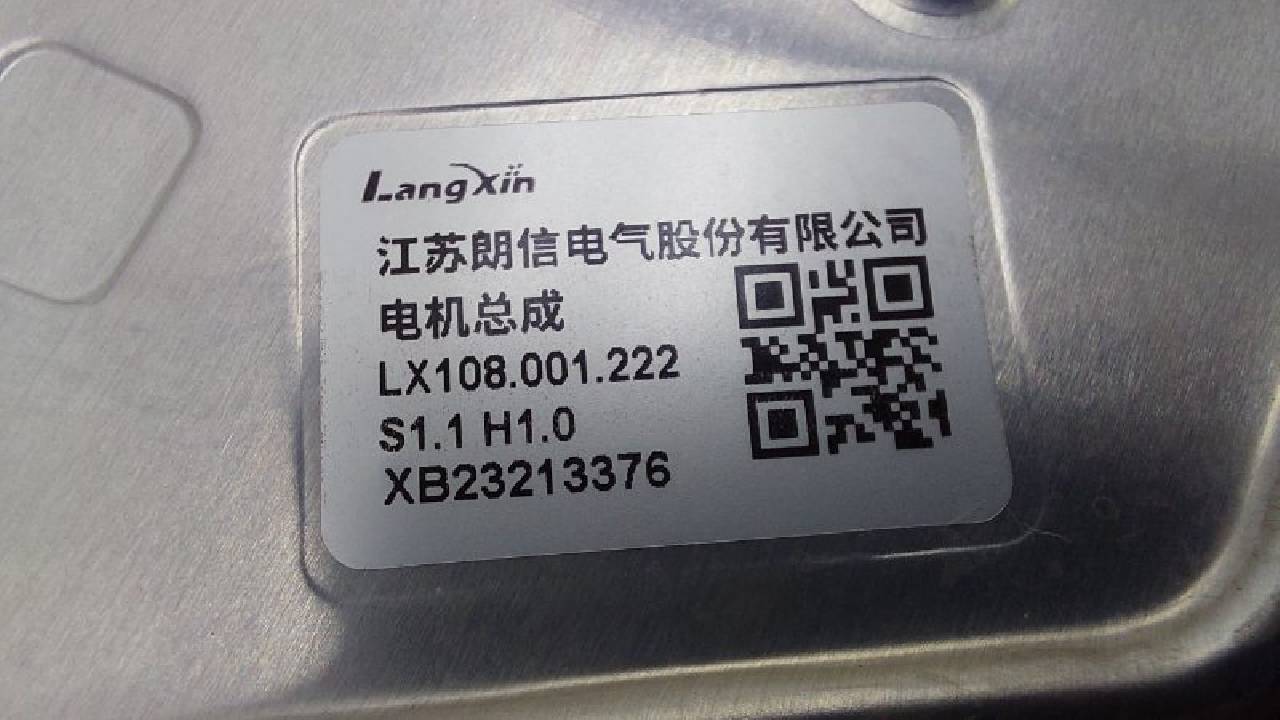 LangXin
江苏朗信电气股份有限公司
电机总成
LX108.001.222
S1.1 H1.0
XB23213376